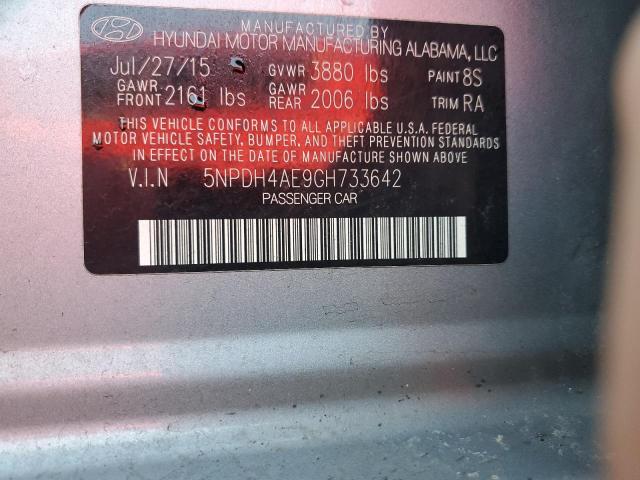 MANUFACTURED BY
HYUNDAI MOTOR MANUFACTURING ALABAMA, LLC
Jul/27/15 GVWR 3880 lbs PAINT 8S
GAWR FRONT 2161 lbs GAWR REAR 2006 lbs TRIM RA
THIS VEHICLE CONFORMS TO ALL APPLICABLE U.S.A. FEDERAL
MOTOR VEHICLE SAFETY, BUMPER, AND THEFT PREVENTION STANDARDS
IN EFFECT ON THE DATE OF MANUFACTURE SHOWN ABOVE
V.I.N 5NPDH4AE9GH733642
PASSENGER CAR